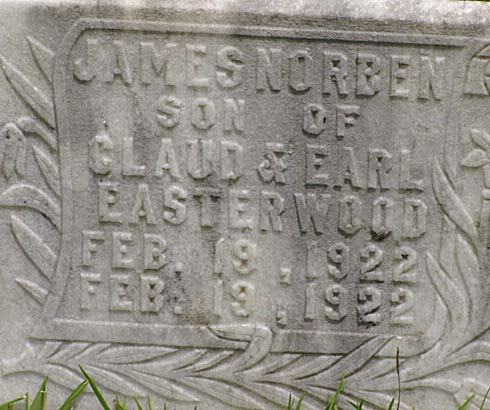 JAMES NORBEN
SON OF
CLAUD & EARL
EASTERWOOD
FEB. 19, 1922
FEB. 19, 1922